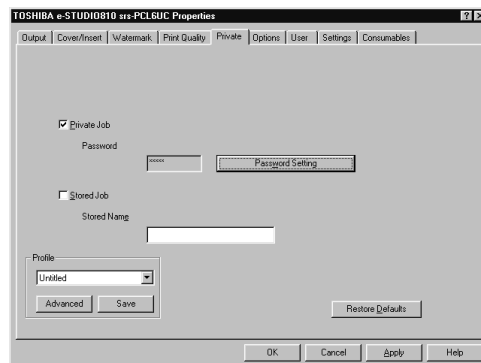 TOSHIBA e-STUDIO810 srs-PCL6UC Properties
Output Cover/Insert Watermark Print Quality Private Options User Settings Consumables
Private Job
Password
xxxxx Password Setting
Stored Job
Stored Name
Profile
Untitled
Advanced Save
Restore Defaults
OK Cancel Apply Help